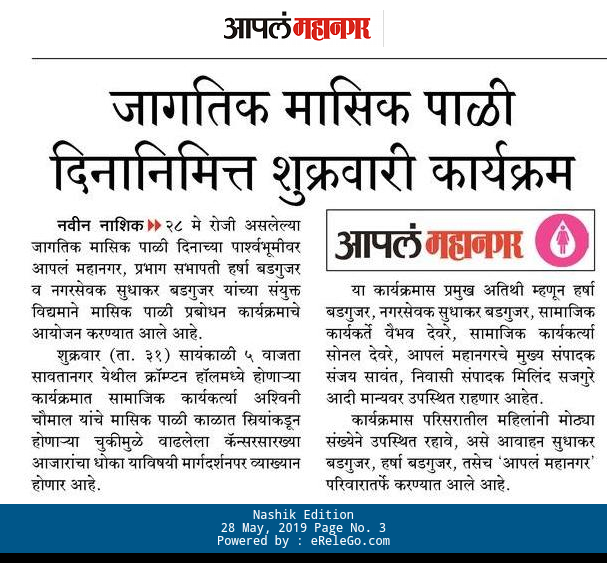 आपलं महानगर
जागतिक मासिक पाळी
दिनानिमित्त शुक्रवारी कार्यक्रम
नवीन नाशिक २८ मे रोजी असलेल्या
जागतिक मासिक पाळी दिनाच्या पार्श्वभूमीवर
आपलं महानगर, प्रभाग सभापती हर्षा बडगुजर
व नगरसेवक सुधाकर बडगुजर यांच्या संयुक्त
विद्यमाने मासिक पाळी प्रबोधन कार्यक्रमाचे
आयोजन करण्यात आले आहे.
शुक्रवार (ता. ३१) सायंकाळी ५ वाजता
सावतानगर येथील क्रॉम्प्टन हॉलमध्ये होणाऱ्या
कार्यक्रमात सामाजिक कार्यकर्त्या अश्विनी
चौमाल यांचे मासिक पाळी काळात स्त्रियांकडून
होणाऱ्या चुकीमुळे वाढलेला कॅन्सरसारख्या
आजारांचा धोका याविषयी मार्गदर्शनपर व्याख्यान
होणार आहे.
आपलं महानगर
या कार्यक्रमास प्रमुख अतिथी म्हणून हर्षा
बडगुजर, नगरसेवक सुधाकर बडगुजर, सामाजिक
कार्यकर्ते वैभव देवरे, सामाजिक कार्यकर्त्या
सोनल देवरे, आपलं महानगरचे मुख्य संपादक
संजय सावंत, निवासी संपादक मिलिंद सजगुरे
आदी मान्यवर उपस्थित राहणार आहेत.
कार्यक्रमास परिसरातील महिलांनी मोठ्या
संख्येने उपस्थित रहावे, असे आवाहन सुधाकर
बडगुजर, हर्षा बडगुजर, तसेच ‘आपलं महानगर’
परिवारातर्फे करण्यात आले आहे.
Nashik Edition
28 May, 2019 Page No. 3
Powered by : eReleGo.com